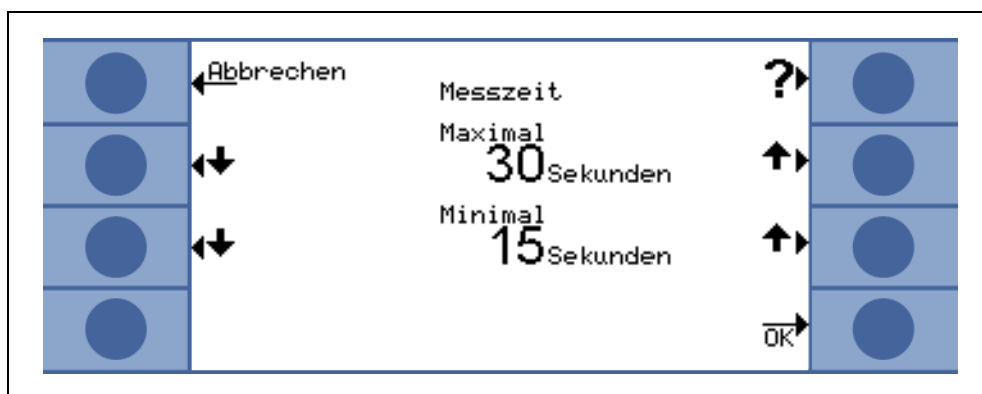 Abbrechen
?
Messzeit
Maximal
30 Sekunden
Minimal
15 Sekunden
OK